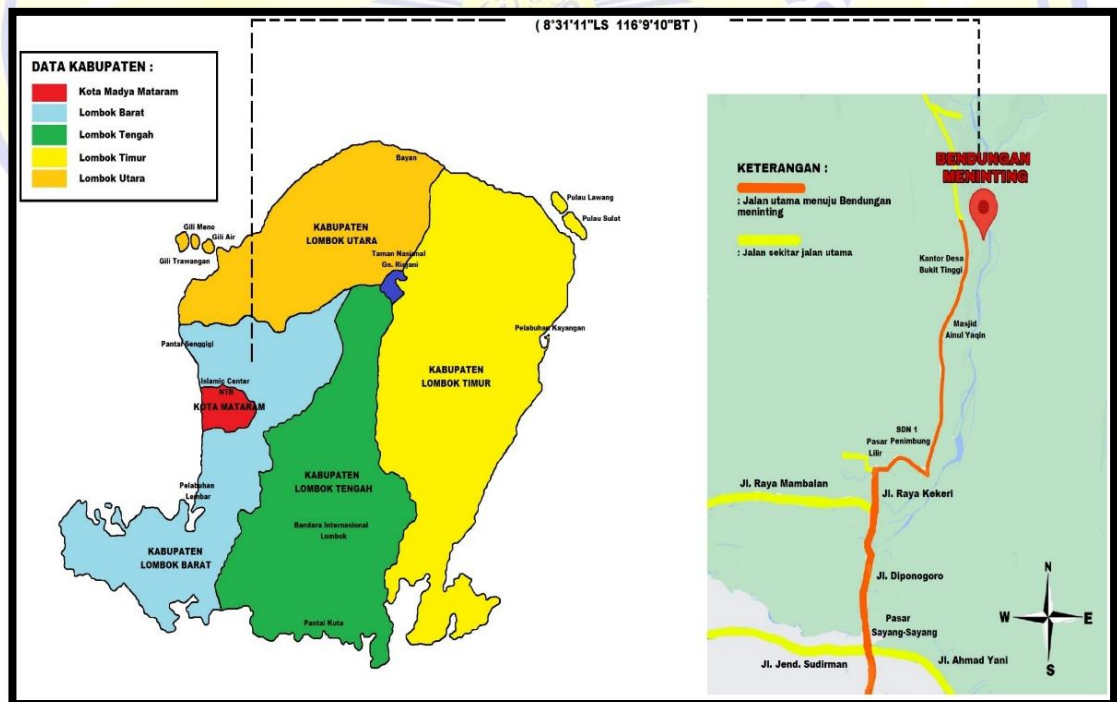 ( 8°31'11"LS 116°9'10"BT )
DATA KABUPATEN :
Kota Madya Mataram
Lombok Barat
Lombok Tengah
Lombok Timur
Lombok Utara
Bayan
Pulau Lawang
Pulau Sulat
Gili Meno
Gili Air
Gili Trawangan
KABUPATEN
LOMBOK UTARA
Taman Nasional
Gn. Rinjani
Pelabuhan Kayangan
Pantai Senggigi
KABUPATEN
LOMBOK TIMUR
Islamic Center
NTB
KOTA MATARAM
Pelabuhan
Lembar
KABUPATEN
LOMBOK TENGAH
Bandara Internasional
Lombok
KABUPATEN
LOMBOK BARAT
Pantai Kuta
BENDUNGAN
MENINTING
KETERANGAN :
: Jalan utama menuju Bendungan
meninting
: Jalan sekitar jalan utama
Kantor Desa
Bukit Tinggi
Masjid
Ainul Yaqin
SDN 1
Penimbung
Pasar
Lilir
Jl. Raya Mambalan
Jl. Raya Kekeri
Jl. Diponogoro
Pasar
Sayang-Sayang
Jl. Jend. Sudirman
Jl. Ahmad Yani
N
W
E
S